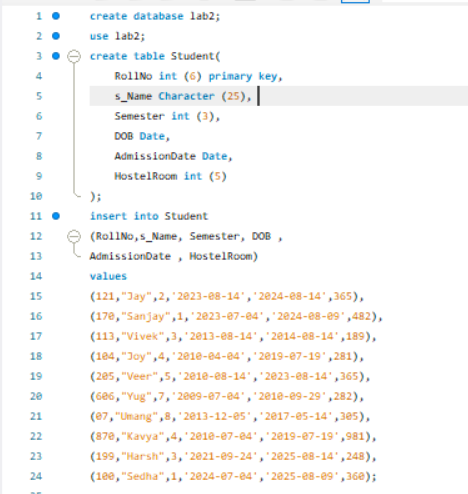 1 create database lab2;
2 use lab2;
3 create table Student(
4 RollNo int (6) primary key,
5 s_Name Character (25),
6 Semester int (3),
7 DOB Date,
8 AdmissionDate Date,
9 HostelRoom int (5)
10 );
11 insert into Student
12 (RollNo,s_Name, Semester, DOB ,
13 AdmissionDate , HostelRoom)
14 values
15 (121,"Jay",2,'2023-08-14','2024-08-14',365),
16 (170,"Sanjay",1,'2023-07-04','2024-08-09',482),
17 (113,"Vivek",3,'2013-08-14','2014-08-14',189),
18 (104,"Joy",4,'2010-04-04','2019-07-19',281),
19 (205,"Veer",5,'2010-08-14','2023-08-14',365),
20 (606,"Yug",7,'2009-07-04','2010-09-29',282),
21 (07,"Umang",8,'2013-12-05','2017-05-14',305),
22 (870,"Kavya",4,'2010-07-04','2019-07-19',981),
23 (199,"Harsh",3,'2021-09-24','2025-08-14',248),
24 (100,"Sedha",1,'2024-07-04','2025-08-09',360);